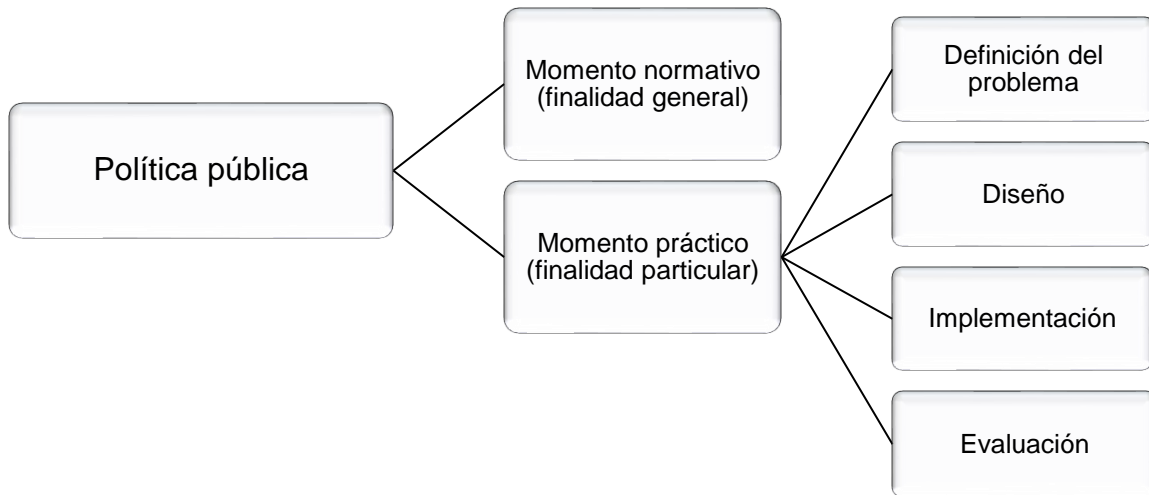 Política pública
Momento normativo
(finalidad general)
Momento práctico
(finalidad particular)
Definición del
problema
Diseño
Implementación
Evaluación